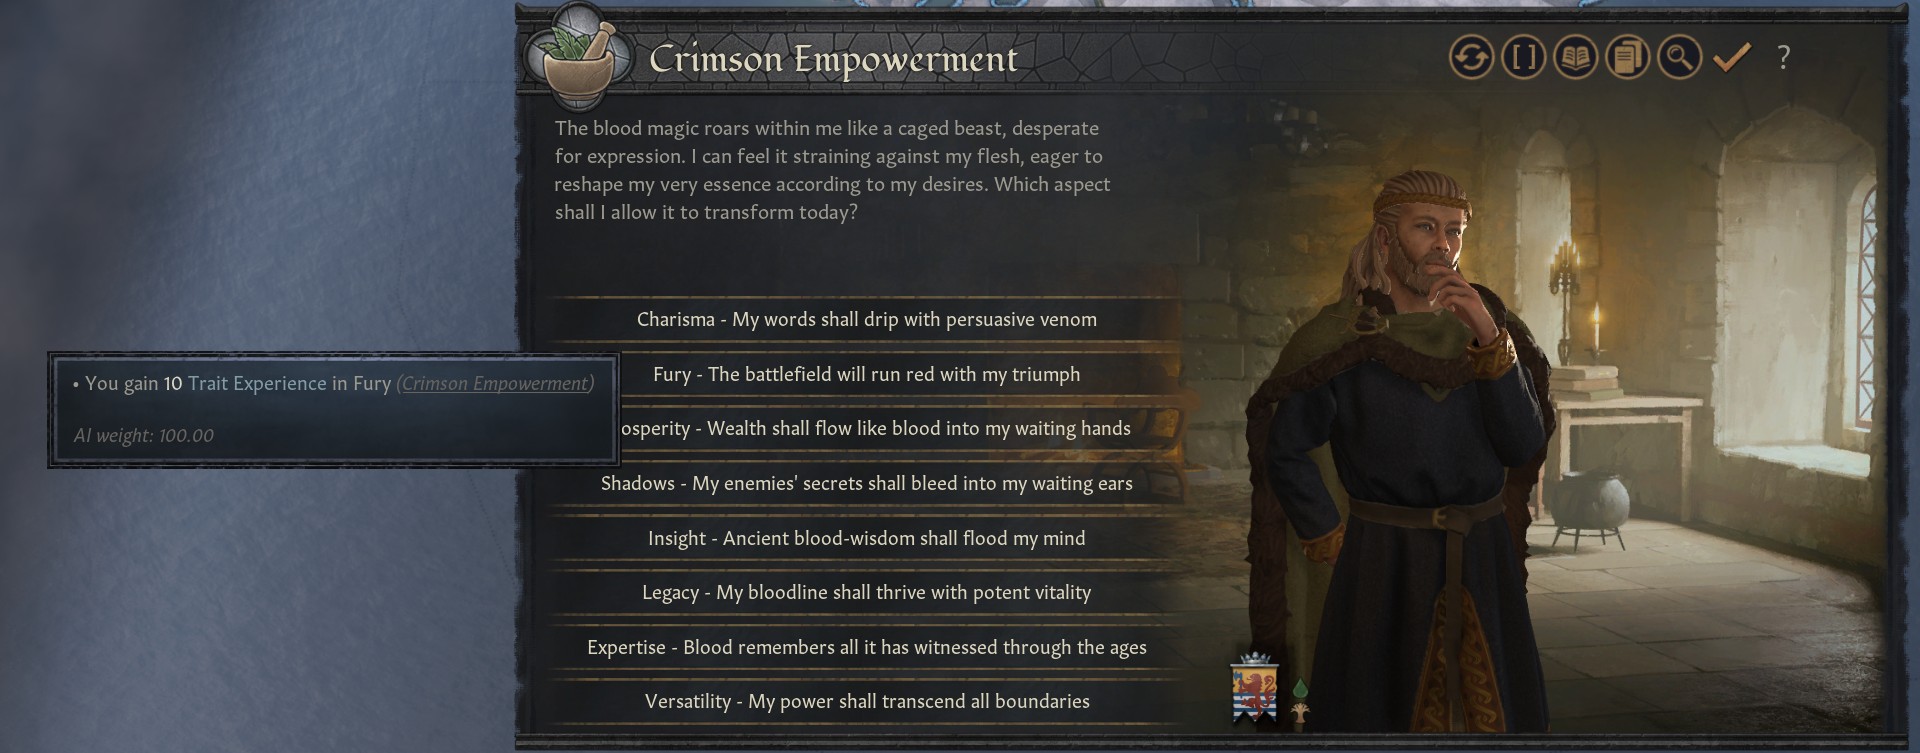 Crimson Empowerment
?
The blood magic roars within me like a caged beast, desperate
for expression. I can feel it straining against my flesh, eager to
reshape my very essence according to my desires. Which aspect
shall I allow it to transform today?
Charisma - My words shall drip with persuasive venom
Fury - The battlefield will run red with my triumph
osperity - Wealth shall flow like blood into my waiting hands
Shadows - My enemies' secrets shall bleed into my waiting ears
Insight - Ancient blood-wisdom shall flood my mind
Legacy - My bloodline shall thrive with potent vitality
Expertise - Blood remembers all it has witnessed through the ages
Versatility - My power shall transcend all boundaries
• You gain 10 Trait Experience in Fury (Crimson Empowerment)
AI weight: 100.00